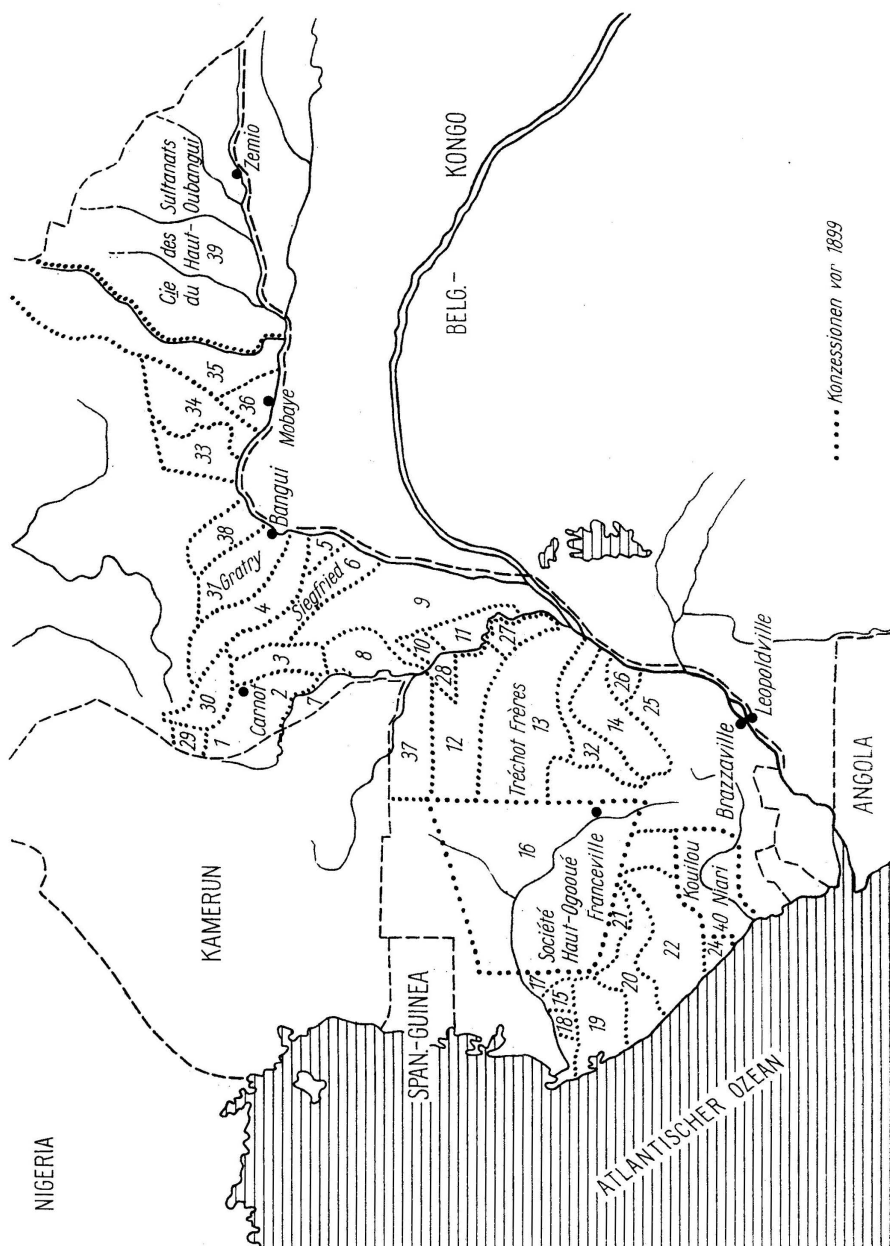 NIGERIA
KAMERUN
SPAN.-GUINEA
ATLANTISCHER OZEAN
29
30
1
Carnot
2
3
7
8
4
31
Gratry
38
Siegfried
5
6
9
10
11
27
28
Bangui
33
34
35
36
Mobaye
Cie des Sultanats
du Haut-Oubangui
39
Zemio
37
12
Tréchot Frères
13
32
14
26
25
16
Société
Haut-Ogooué
Franceville
17
15
18
19
20
21
22
24
40
Kouilou
Niari
Brazzaville
Leopoldville
ANGOLA
BELG.- KONGO
Konzessionen vor 1899